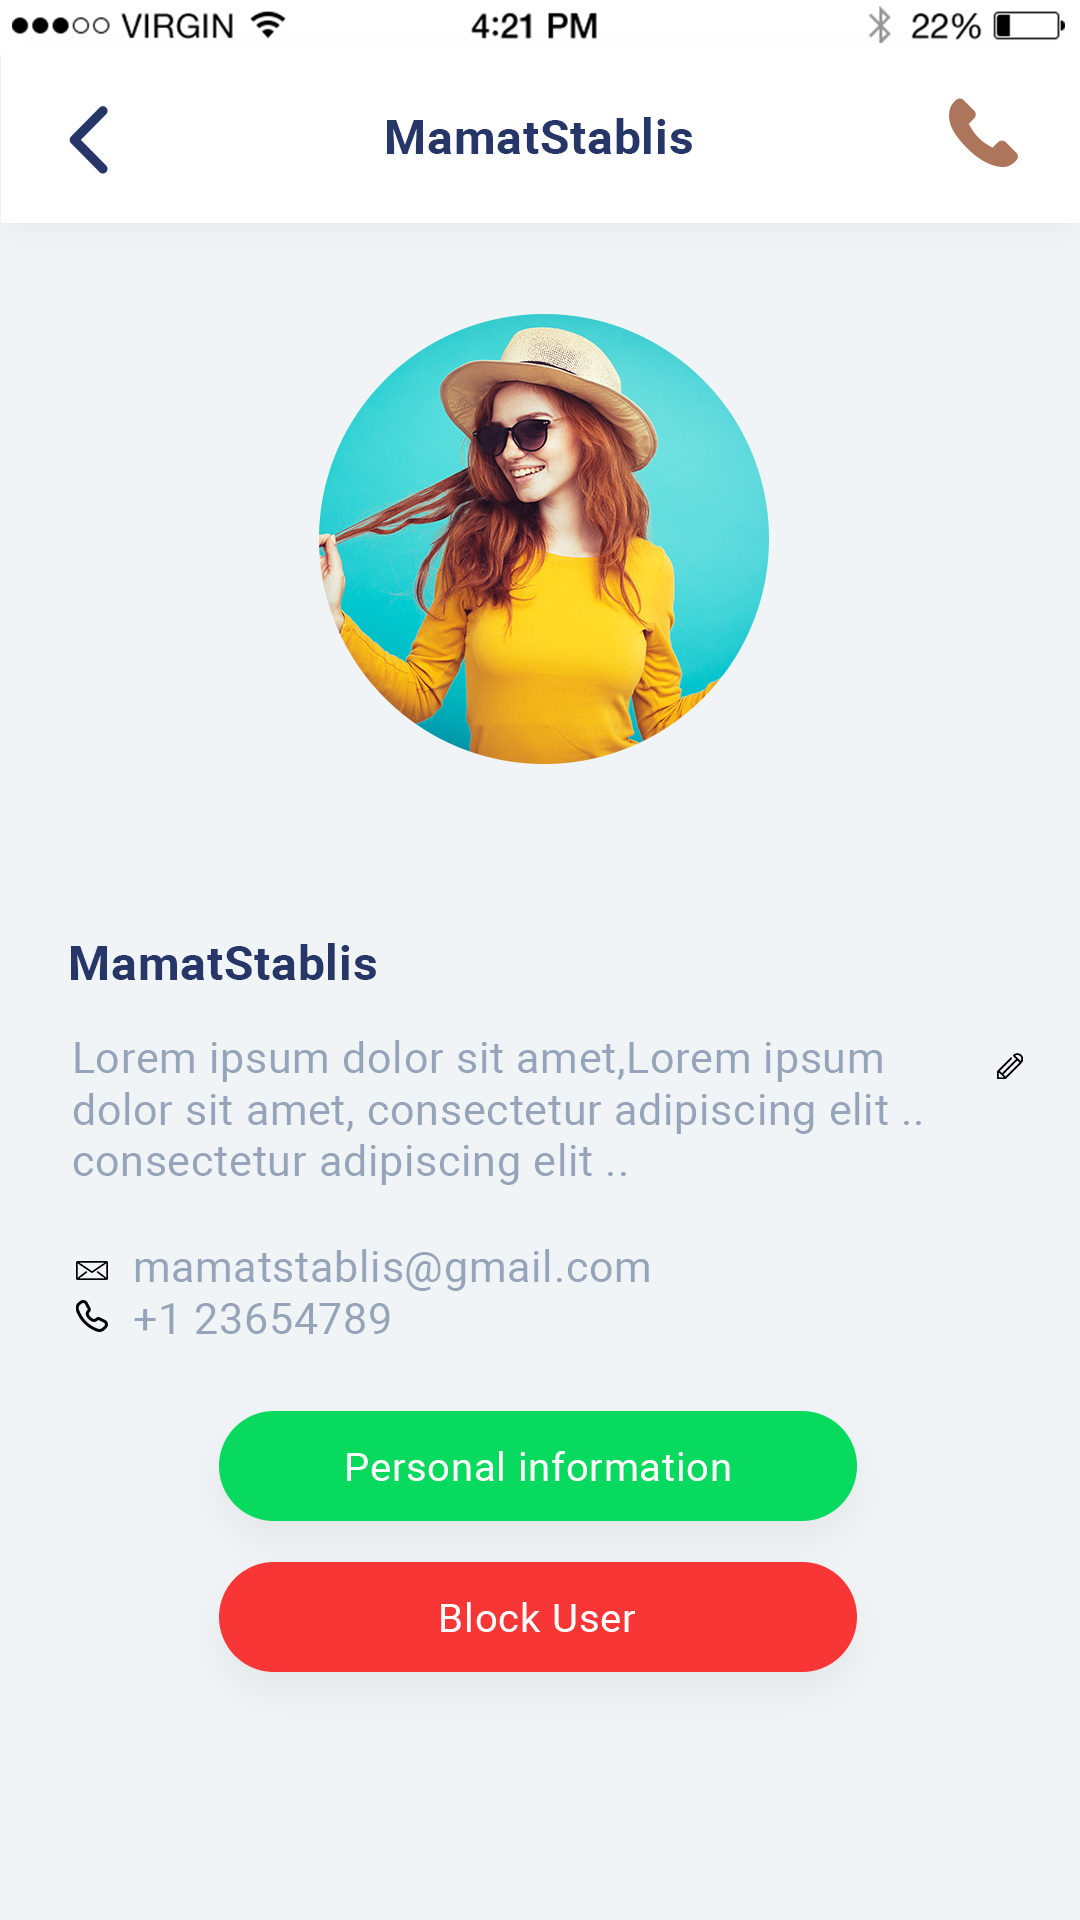 VIRGIN 4:21 PM 22%
MamatStablis
MamatStablis
Lorem ipsum dolor sit amet,Lorem ipsum
dolor sit amet, consectetur adipiscing elit ..
consectetur adipiscing elit ..
mamatstablis@gmail.com
+1 23654789
Personal information
Block User